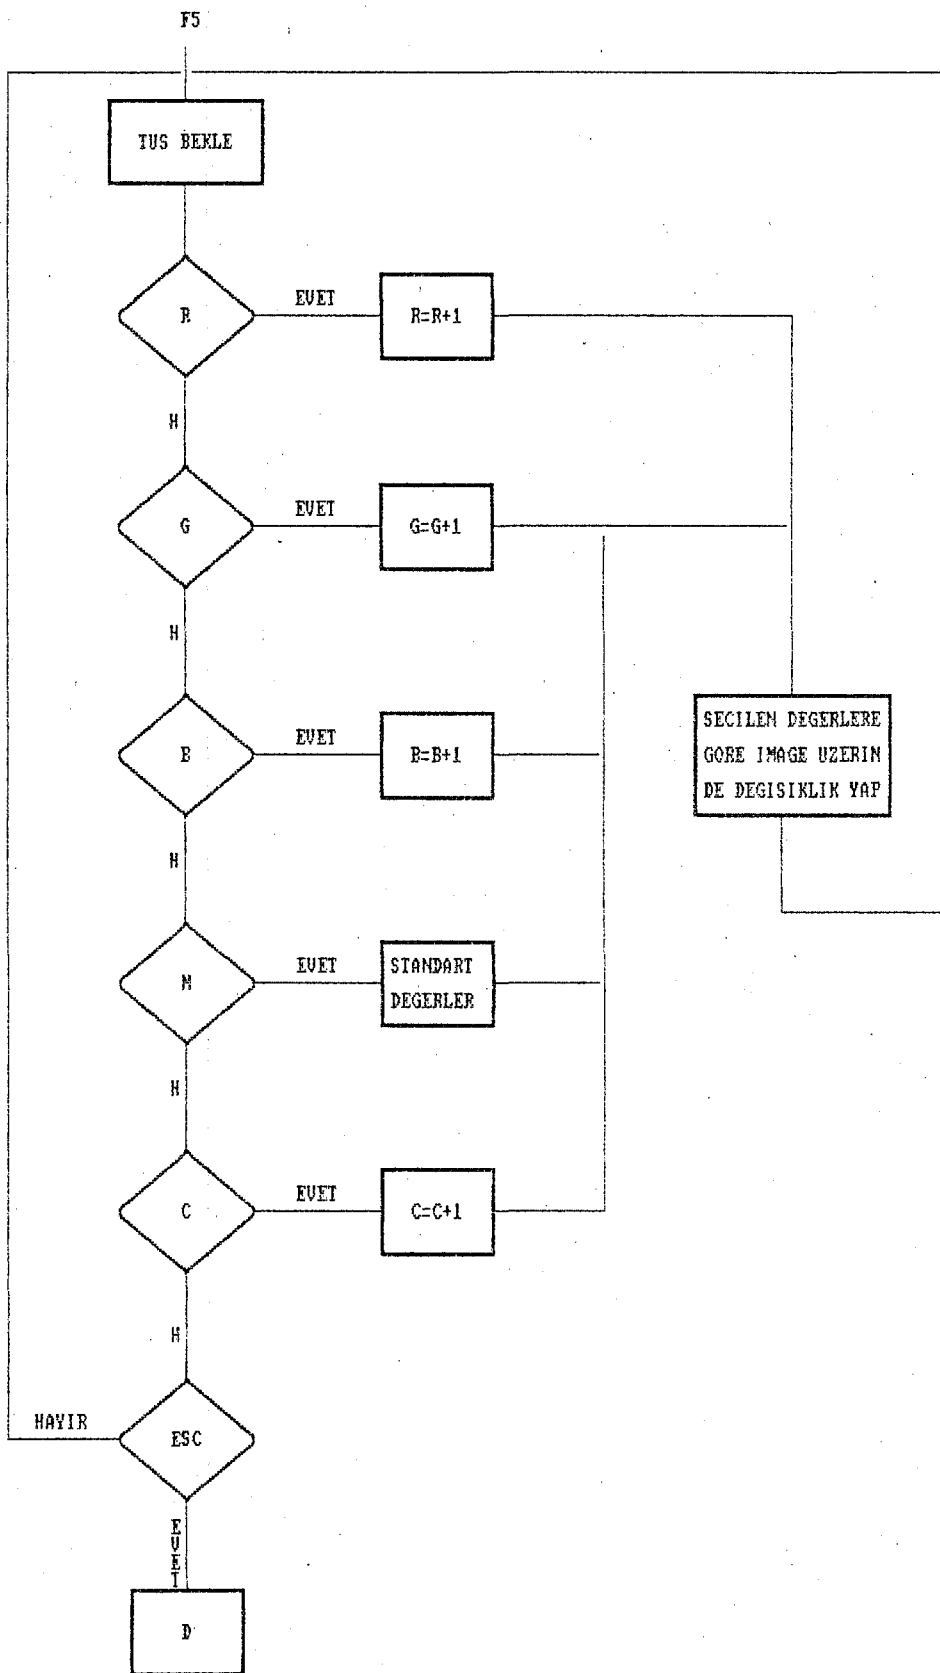 F5
TUS BEKLE
R
EVET
R=R+1
H
G
EVET
G=G+1
H
B
EVET
B=B+1
SECILEN DEGERLERE
GORE IMAGE UZERIN
DE DEGISIKLIK YAP
H
M
EVET
STANDART
DEGERLER
H
C
EVET
C=C+1
H
HAYIR
ESC
EVET
D